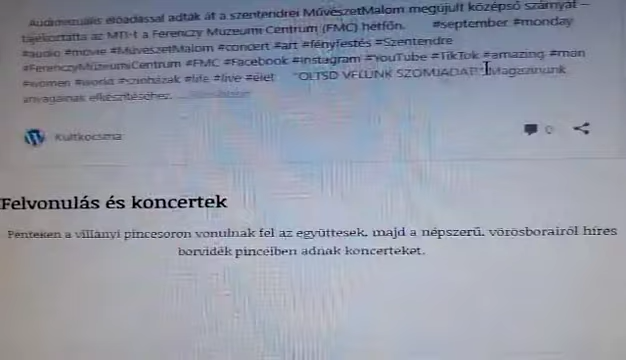 Audiovizuális előadással adták át a szentendrei MűvészetMalom megújult középső szárnyát –
tájékoztatta az MTI-t a Ferenczy Múzeumi Centrum (FMC) hétfőn. #september #monday
#audio #movie #MűvészetMalom #concert #art #fényfestés #Szentendre
#FerenczyMúzeumiCentrum #FMC #Facebook #Instagram #YouTube #TikTok #amazing #man
#women #world #színházak #life #live #élet "OLTSD VELÜNK SZOMJADAT!" Magazinunk
anyagainak elkészítéséhez
Kultkocsma
0
Felvonulás és koncertek
Pénteken a villányi pincesoron vonulnak fel az együttesek, majd a népszerű, vörösborairól híres
borvidék pincéiben adnak koncerteket.